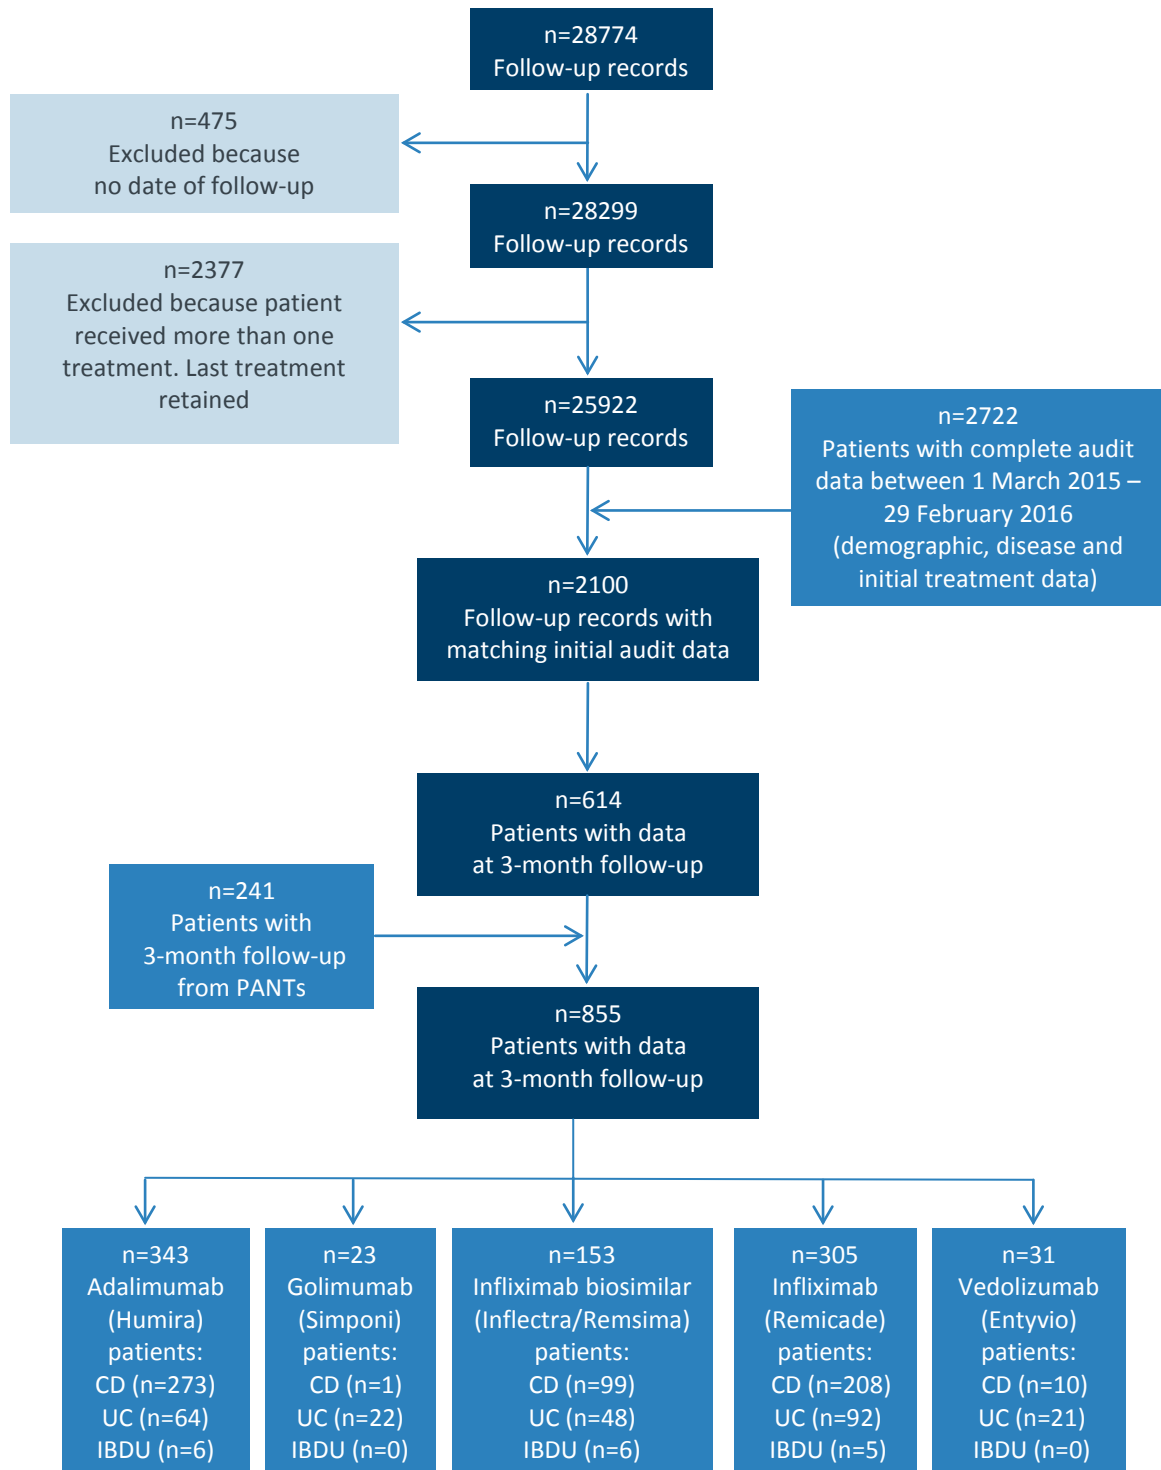 n=28774
Follow-up records
n=475
Excluded because
no date of follow-up
n=28299
Follow-up records
n=2377
Excluded because patient
received more than one
treatment. Last treatment
retained
n=25922
Follow-up records
n=2722
Patients with complete audit
data between 1 March 2015 –
29 February 2016
(demographic, disease and
initial treatment data)
n=2100
Follow-up records with
matching initial audit data
n=614
Patients with data
at 3-month follow-up
n=241
Patients with
3-month follow-up
from PANTs
n=855
Patients with data
at 3-month follow-up
n=343
Adalimumab
(Humira)
patients:
CD (n=273)
UC (n=64)
IBDU (n=6)
n=23
Golimumab
(Simponi)
patients:
CD (n=1)
UC (n=22)
IBDU (n=0)
n=153
Infliximab biosimilar
(Inflectra/Remsima)
patients:
CD (n=99)
UC (n=48)
IBDU (n=6)
n=305
Infliximab
(Remicade)
patients:
CD (n=208)
UC (n=92)
IBDU (n=5)
n=31
Vedolizumab
(Entyvio)
patients:
CD (n=10)
UC (n=21)
IBDU (n=0)